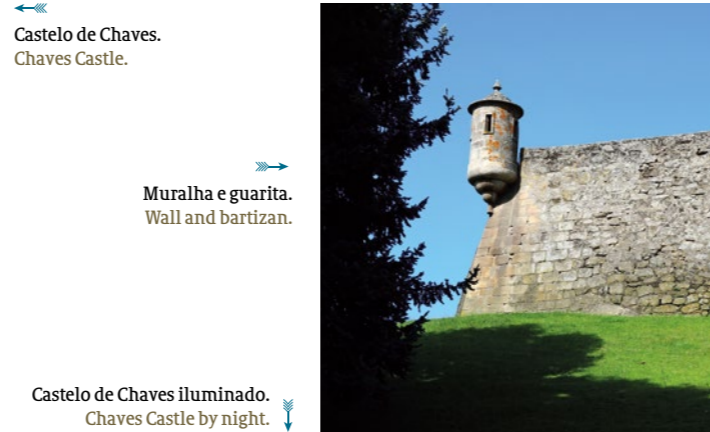 Castelo de Chaves.
Chaves Castle.
Muralha e guarita.
Wall and bartizan.
Castelo de Chaves iluminado.
Chaves Castle by night.